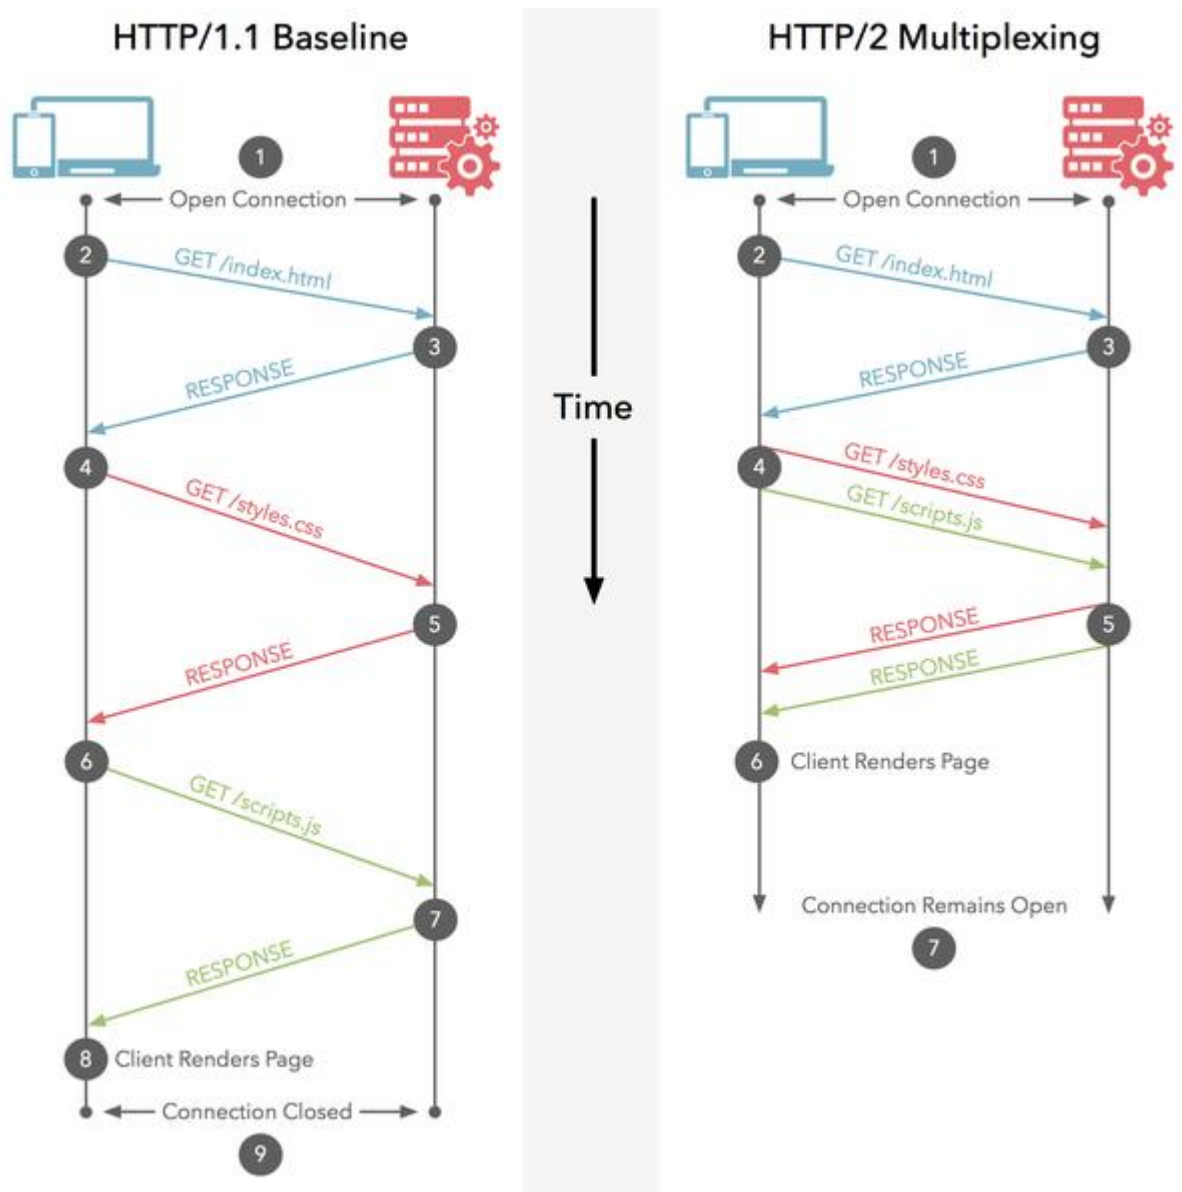 HTTP/1.1 Baseline
1
Open Connection
2
GET /index.html
3
RESPONSE
4
GET /styles.css
5
RESPONSE
6
GET /scripts.js
7
RESPONSE
8 Client Renders Page
Connection Closed
9
Time
HTTP/2 Multiplexing
1
Open Connection
2
GET /index.html
3
RESPONSE
4
GET /styles.css
GET /scripts.js
5
RESPONSE
RESPONSE
6 Client Renders Page
Connection Remains Open
7